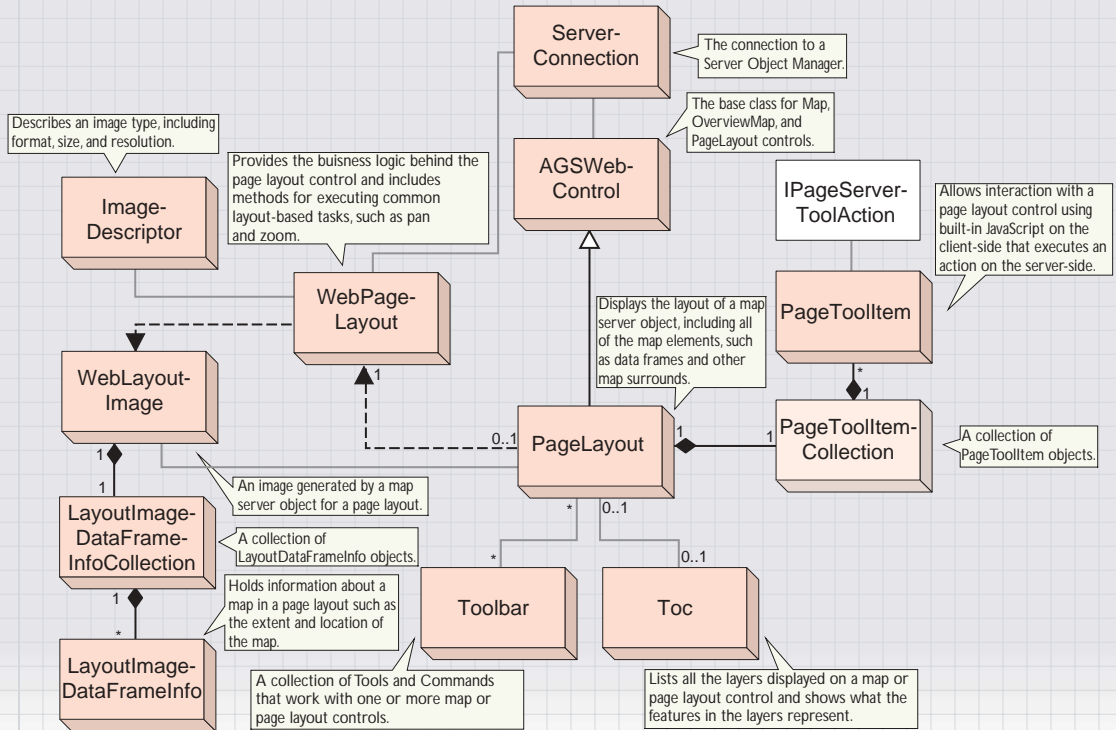 Server-
Connection
The connection to a
Server Object Manager.
The base class for Map,
OverviewMap, and
PageLayout controls.
Describes an image type, including
format, size, and resolution.
Provides the buisness logic behind the
page layout control and includes
methods for executing common
layout-based tasks, such as pan
and zoom.
AGSWeb-
Control
IPageServer-
ToolAction
Allows interaction with a
page layout control using
built-in JavaScript on the
client-side that executes an
action on the server-side.
Image-
Descriptor
WebPage-
Layout
PageToolItem
Displays the layout of a map
server object, including all
of the map elements, such
as data frames and other
map surrounds.
WebLayout-
Image
1
*
1
0..1
PageLayout
1
1
PageToolItem-
Collection
A collection of
PageToolItem objects.
1
1
An image generated by a map
server object for a page layout.
*
0..1
LayoutImage-
DataFrame-
InfoCollection
A collection of
LayoutDataFrameInfo objects.
*
0..1
1
*
Holds information about a
map in a page layout such as
the extent and location of
the map.
Toolbar
Toc
LayoutImage-
DataFrameInfo
A collection of Tools and Commands
that work with one or more map or
page layout controls.
Lists all the layers displayed on a map or
page layout control and shows what the
features in the layers represent.